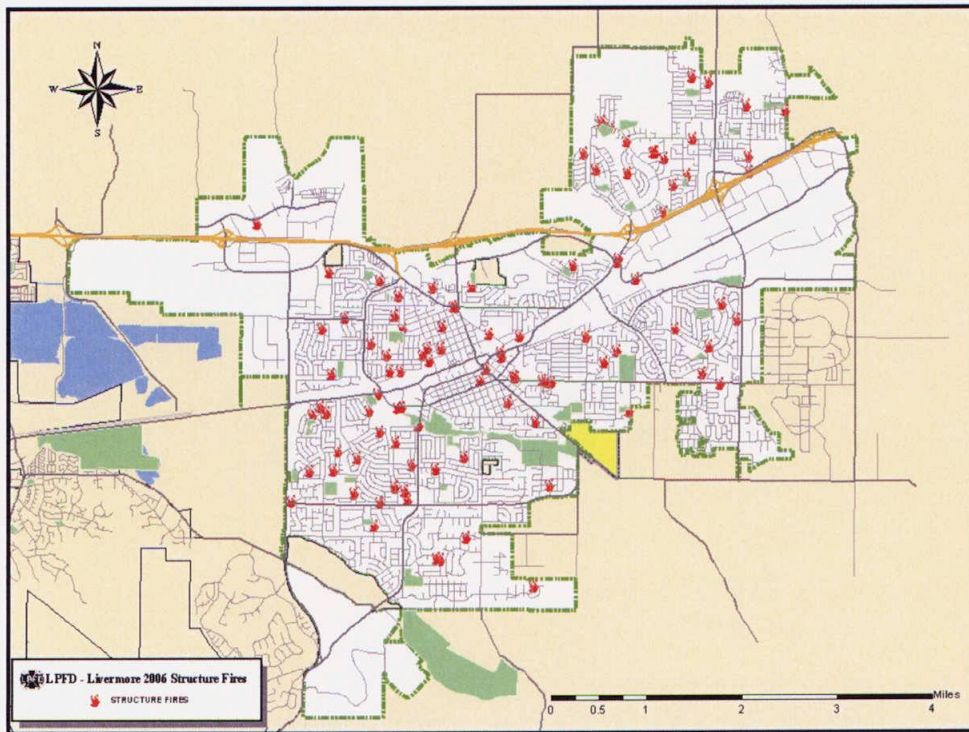 N
W E
S
LPFD - Livermore 2006 Structure Fires
STRUCTURE FIRES
Miles
0 0.5 1 2 3 4